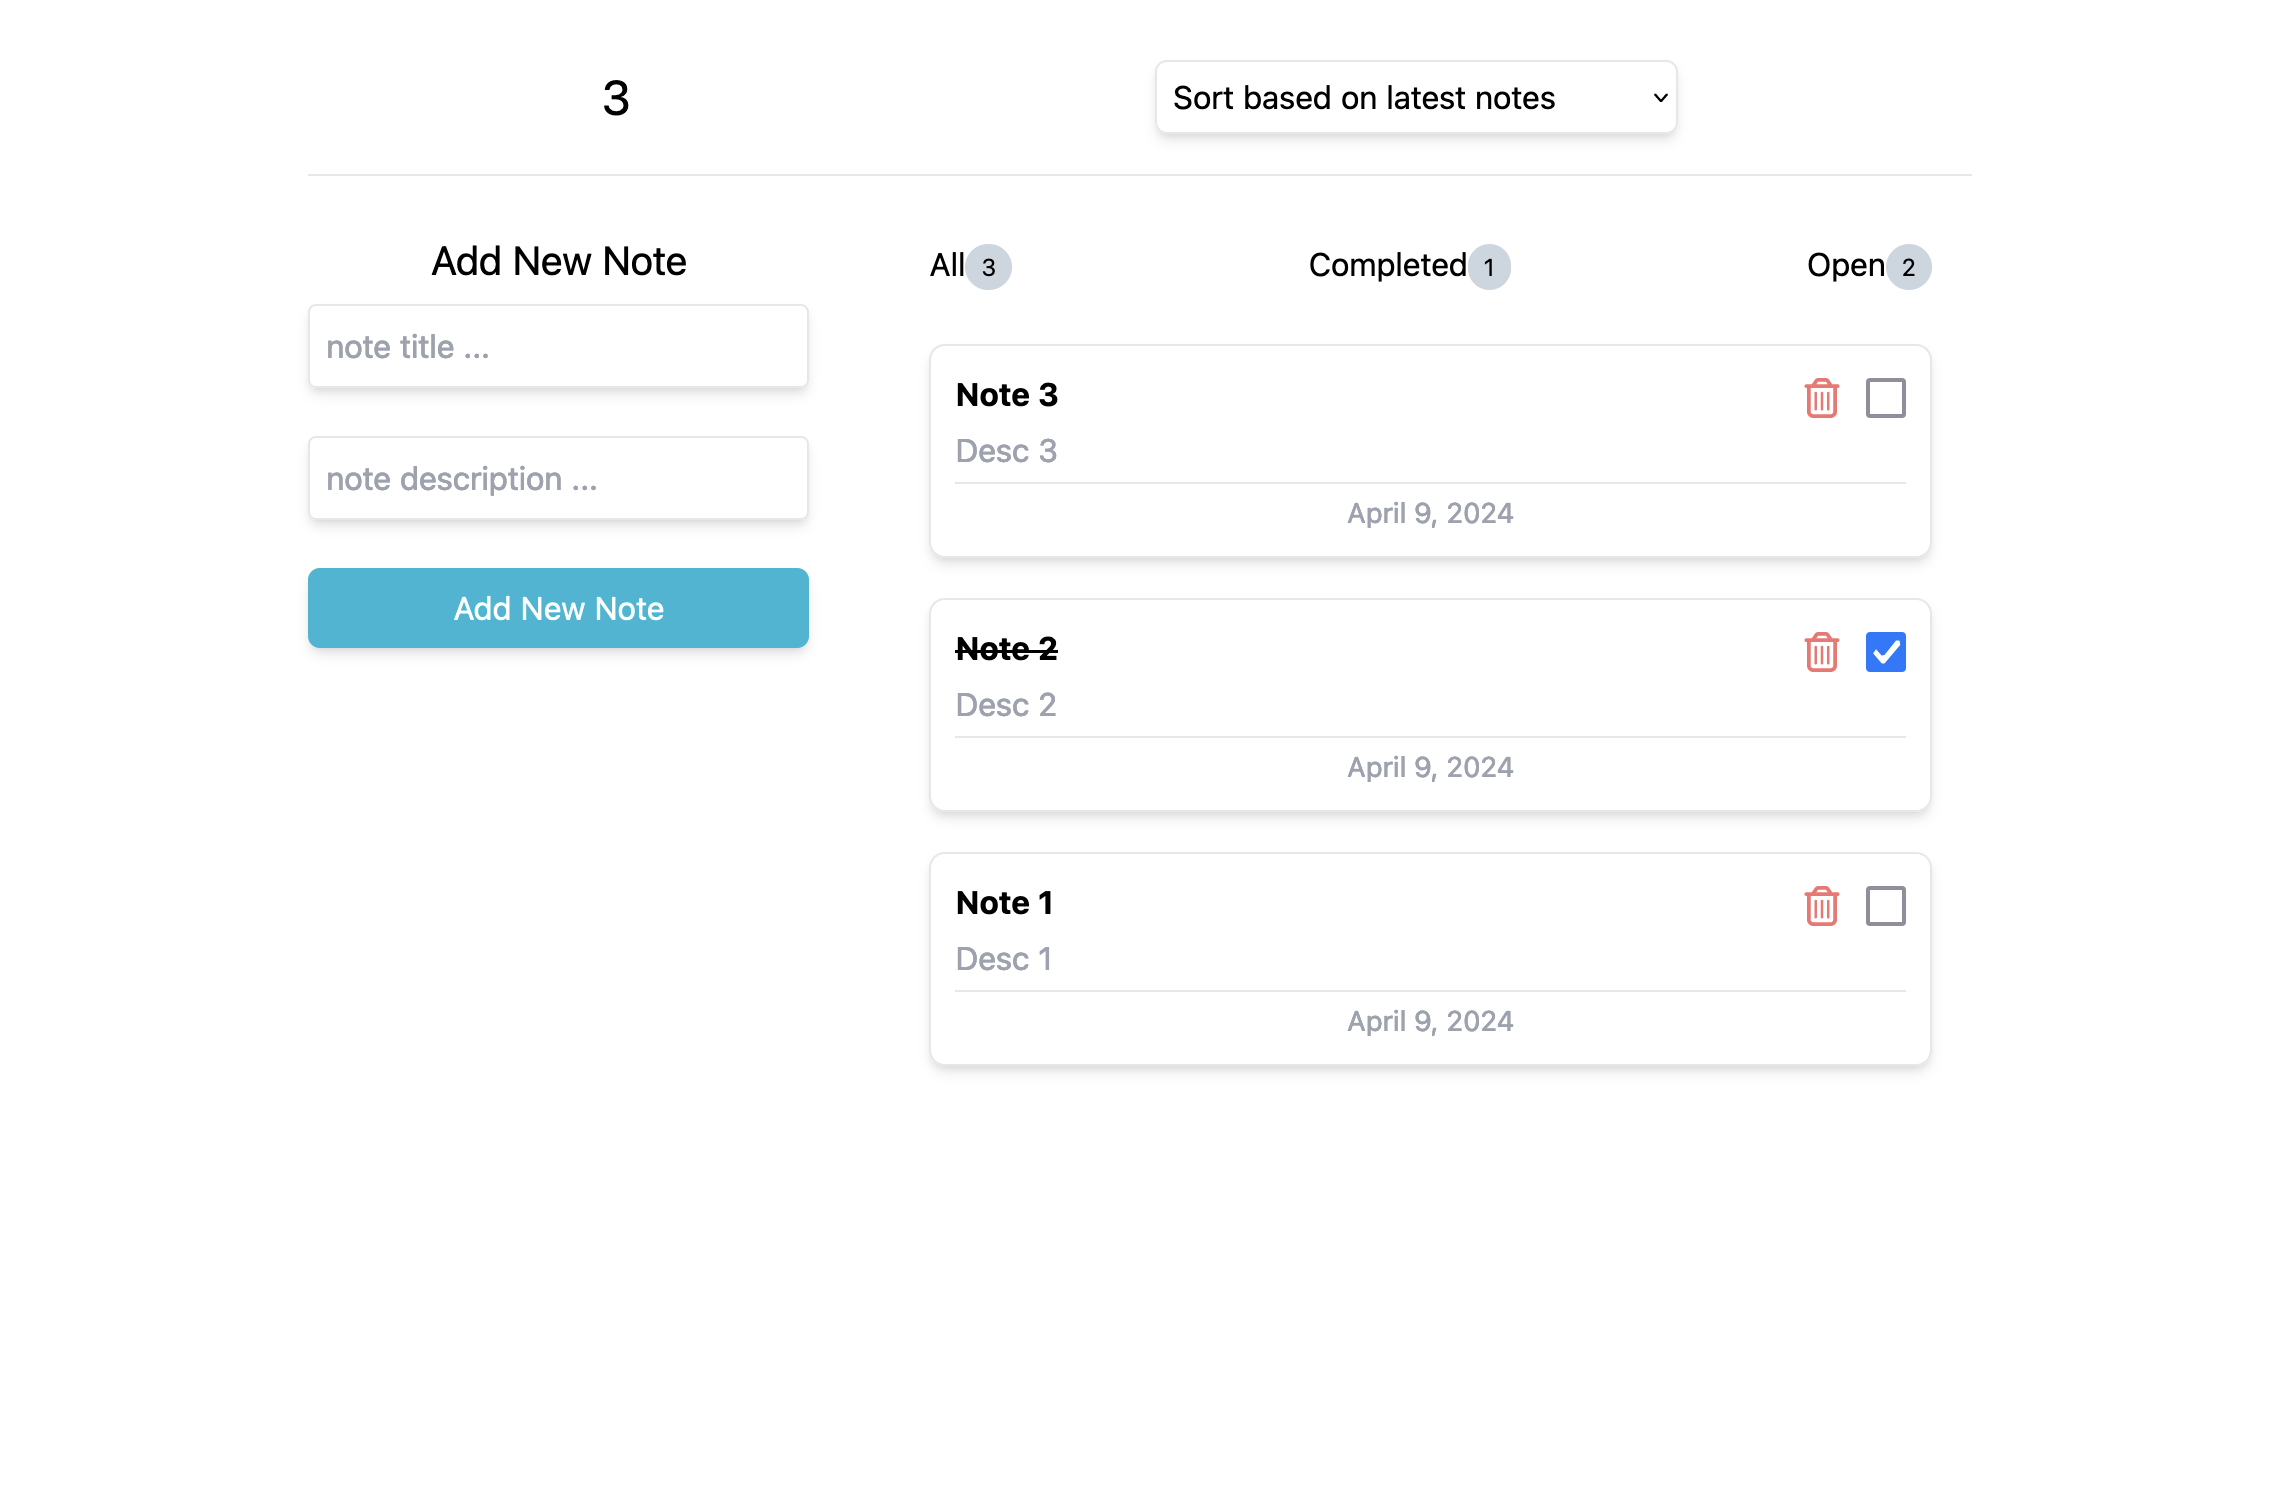 3
Sort based on latest notes
Add New Note
note title ...
note description ...
Add New Note
All 3
Completed 1
Open 2
Note 3
Desc 3
April 9, 2024
Note 2
Desc 2
April 9, 2024
Note 1
Desc 1
April 9, 2024